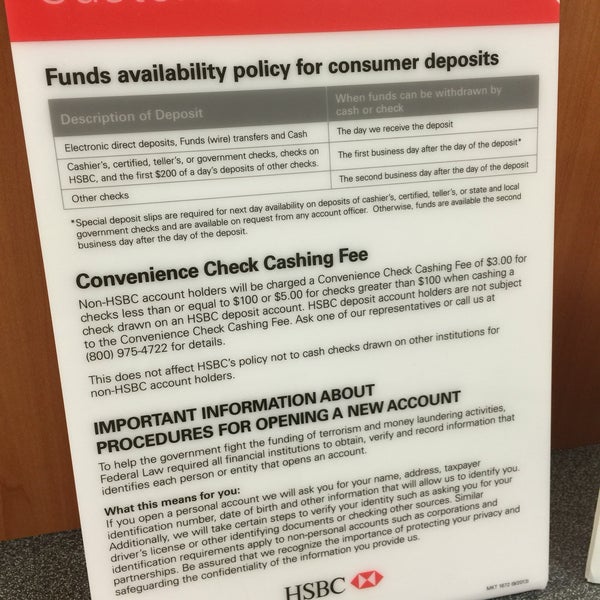 Funds availability policy for consumer deposits
Description of Deposit
When funds can be withdrawn by
cash or check
Electronic direct deposits, Funds (wire) transfers and Cash
The day we receive the deposit
Cashier's, certified, teller's, or government checks, checks on
HSBC, and the first $200 of a day's deposits of other checks.
The first business day after the day of the deposit*
Other checks
The second business day after the day of the deposit
*Special deposit slips are required for next day availability on deposits of cashier's, certified, teller's, or state and local
government checks and are available on request from any account officer. Otherwise, funds are available the second
business day after the day of the deposit.
Convenience Check Cashing Fee
Non-HSBC account holders will be charged a Convenience Check Cashing Fee of $3.00 for
checks less than or equal to $100 or $5.00 for checks greater than $100 when cashing a
check drawn on an HSBC deposit account. HSBC deposit account holders are not subject
to the Convenience Check Cashing Fee. Ask one of our representatives or call us at
(800) 975-4722 for details.
This does not affect HSBC's policy not to cash checks drawn on other institutions for
non-HSBC account holders.
IMPORTANT INFORMATION ABOUT
PROCEDURES FOR OPENING A NEW ACCOUNT
To help the government fight the funding of terrorism and money laundering activities,
Federal Law required all financial institutions to obtain, verify and record information that
identifies each person or entity that opens an account.
What this means for you:
If you open a personal account we will ask you for your name, address, taxpayer
identification number, date of birth and other information that will allow us to identify you.
Additionally, we will take certain steps to verify your identity such as asking you for your
driver's license or other identifying documents or checking other sources. Similar
identification requirements apply to non-personal accounts such as corporations and
partnerships. Be assured that we recognize the importance of protecting your privacy and
safeguarding the confidentiality of the information you provide us.
HSBC